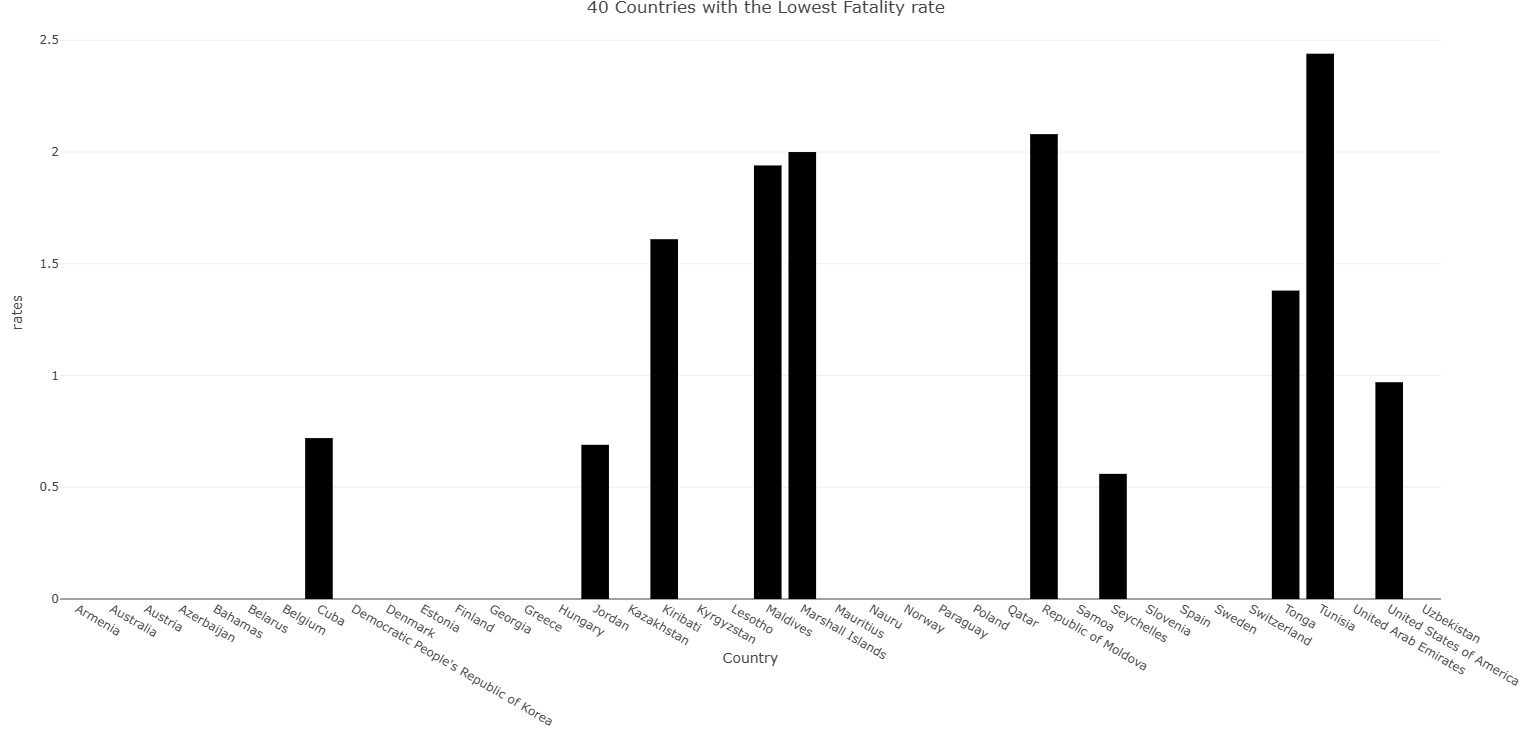 40 Countries with the Lowest Fatality rate
2.5
2
1.5
1
0.5
0
rates
Armenia
Australia
Austria
Azerbaijan
Bahamas
Belarus
Belgium
Cuba
Democratic People's Republic of Korea
Denmark
Estonia
Finland
Georgia
Greece
Hungary
Jordan
Kazakhstan
Kiribati
Kyrgyzstan
Lesotho
Maldives
Marshall Islands
Mauritius
Nauru
Norway
Paraguay
Poland
Qatar
Republic of Moldova
Samoa
Seychelles
Slovenia
Spain
Sweden
Switzerland
Tonga
Tunisia
United Arab Emirates
United States of America
Uzbekistan
Country